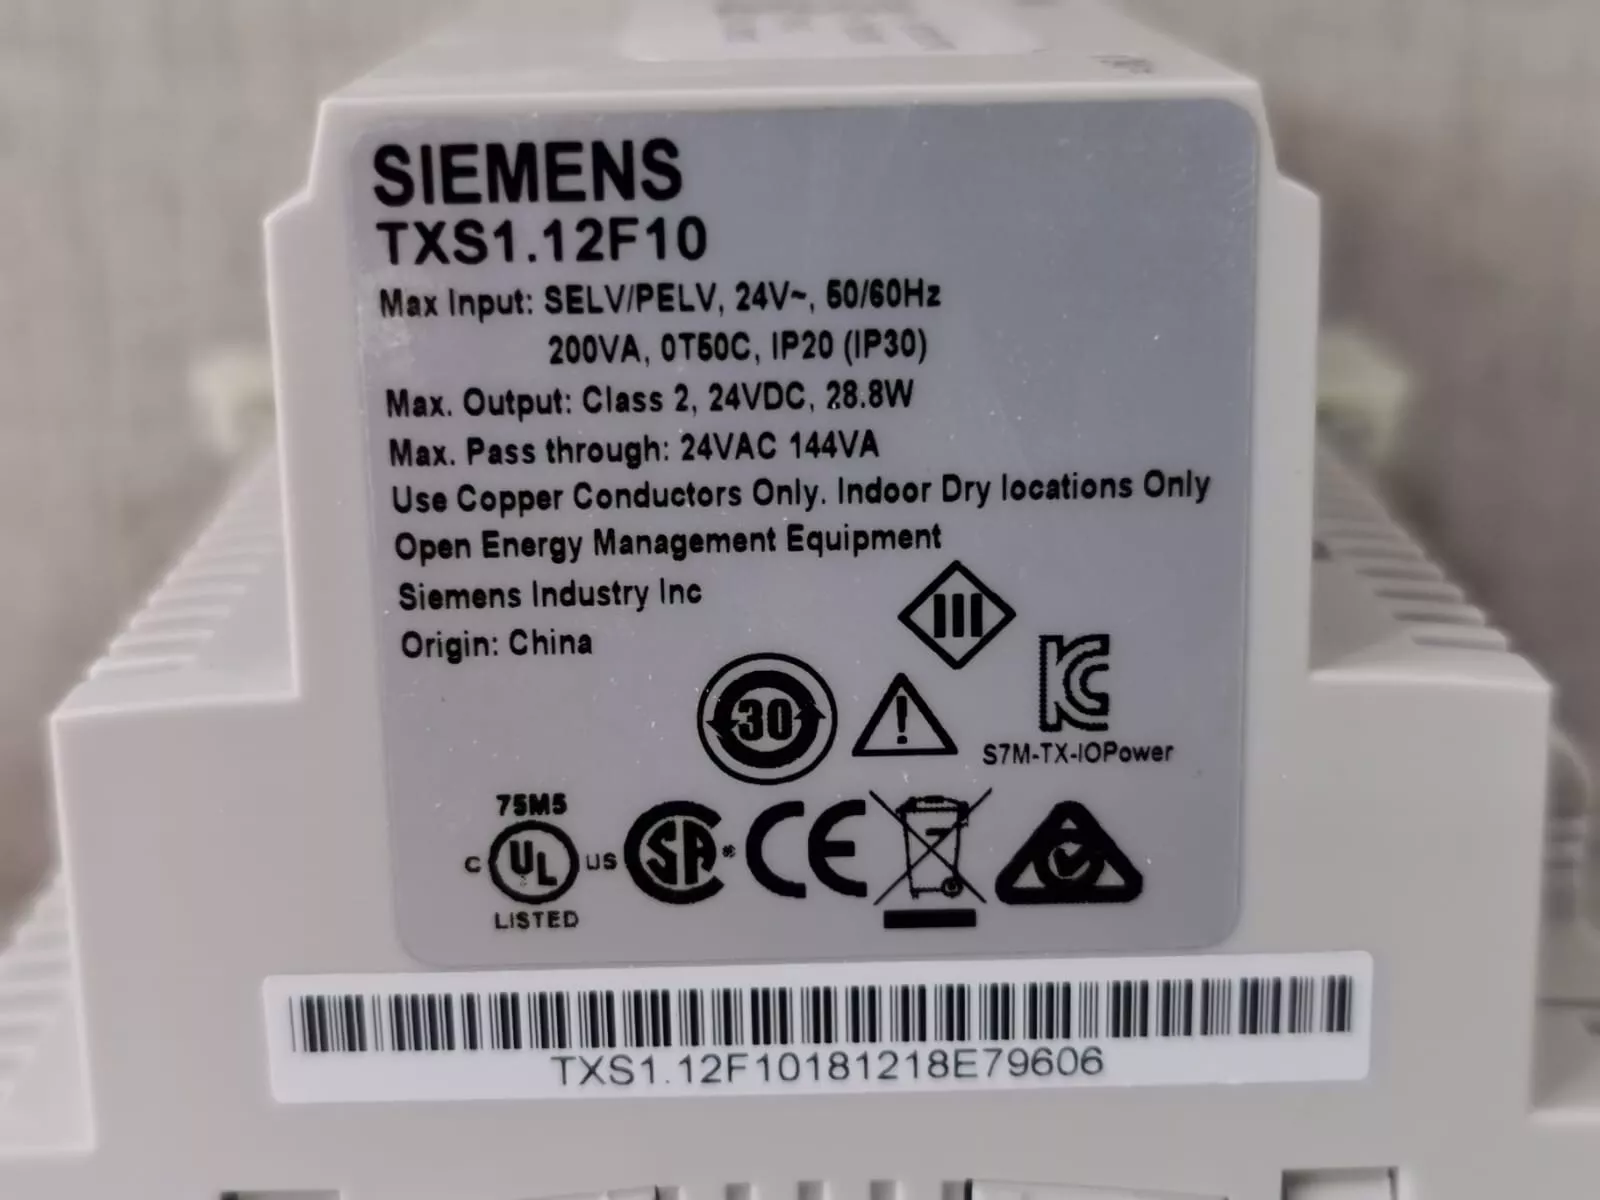 SIEMENS
TXS1.12F10
Max Input: SELV/PELV, 24V~, 50/60Hz
200VA, 0T50C, IP20 (IP30)
Max. Output: Class 2, 24VDC, 28.8W
Max. Pass through: 24VAC 144VA
Use Copper Conductors Only. Indoor Dry locations Only
Open Energy Management Equipment
Siemens Industry Inc
Origin: China
III
30
!
KC
S7M-TX-IOPower
75M5
C UL US
LISTED
SA
CE
TXS1.12F10181218E79606